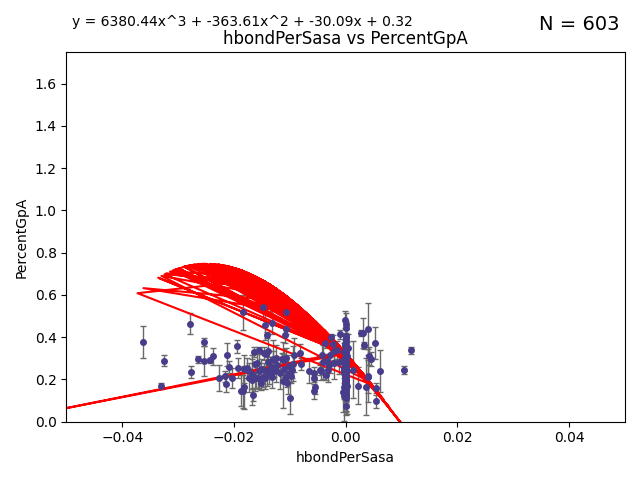 y = 6380.44x^3 + -363.61x^2 + -30.09x + 0.32
N = 603
hbondPerSasa vs PercentGpA
PercentGpA
1.6
1.4
1.2
1.0
0.8
0.6
0.4
0.2
0.0
−0.04
−0.02
0.00
0.02
0.04
hbondPerSasa